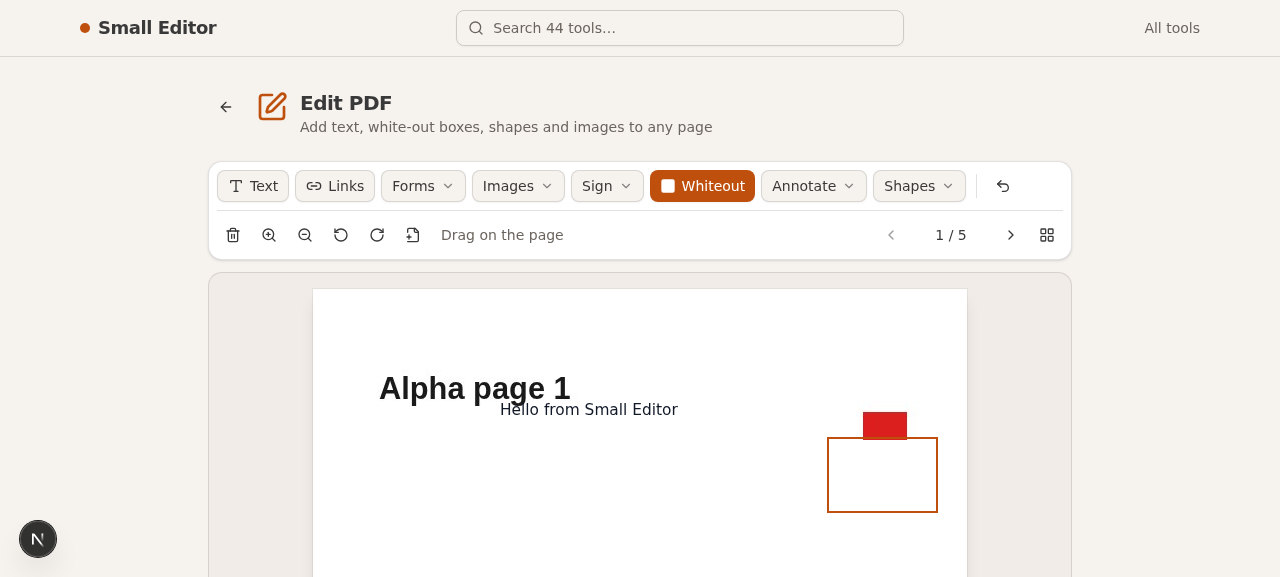 Small Editor
Search 44 tools...
All tools
Edit PDF
Add text, white-out boxes, shapes and images to any page
Text
Links
Forms
Images
Sign
Whiteout
Annotate
Shapes
Drag on the page
1 / 5
Alpha page 1
Hello from Small Editor
N